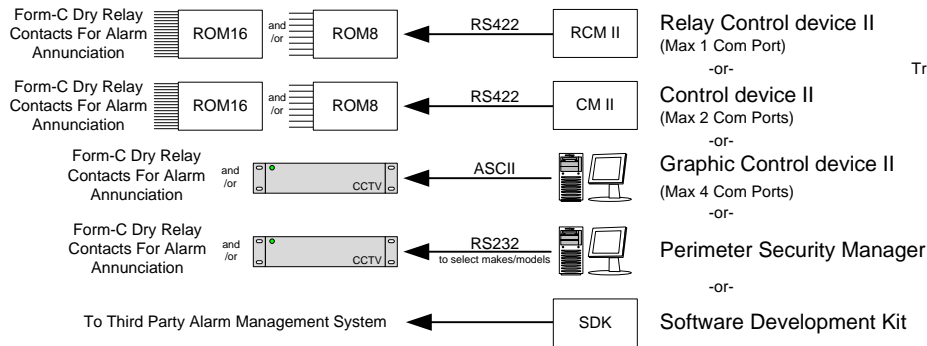 Form-C Dry Relay
Contacts For Alarm
Annunciation
ROM16
and
/or
ROM8
RS422
RCM II
Relay Control device II
(Max 1 Com Port)
-or-
Tr
Form-C Dry Relay
Contacts For Alarm
Annunciation
ROM16
and
/or
ROM8
RS422
CM II
Control device II
(Max 2 Com Ports)
-or-
Form-C Dry Relay
Contacts For Alarm
Annunciation
and
/or
CCTV
ASCII
Graphic Control device II
(Max 4 Com Ports)
-or-
Form-C Dry Relay
Contacts For Alarm
Annunciation
and
/or
CCTV
RS232
to select makes/models
Perimeter Security Manager
-or-
To Third Party Alarm Management System
SDK
Software Development Kit